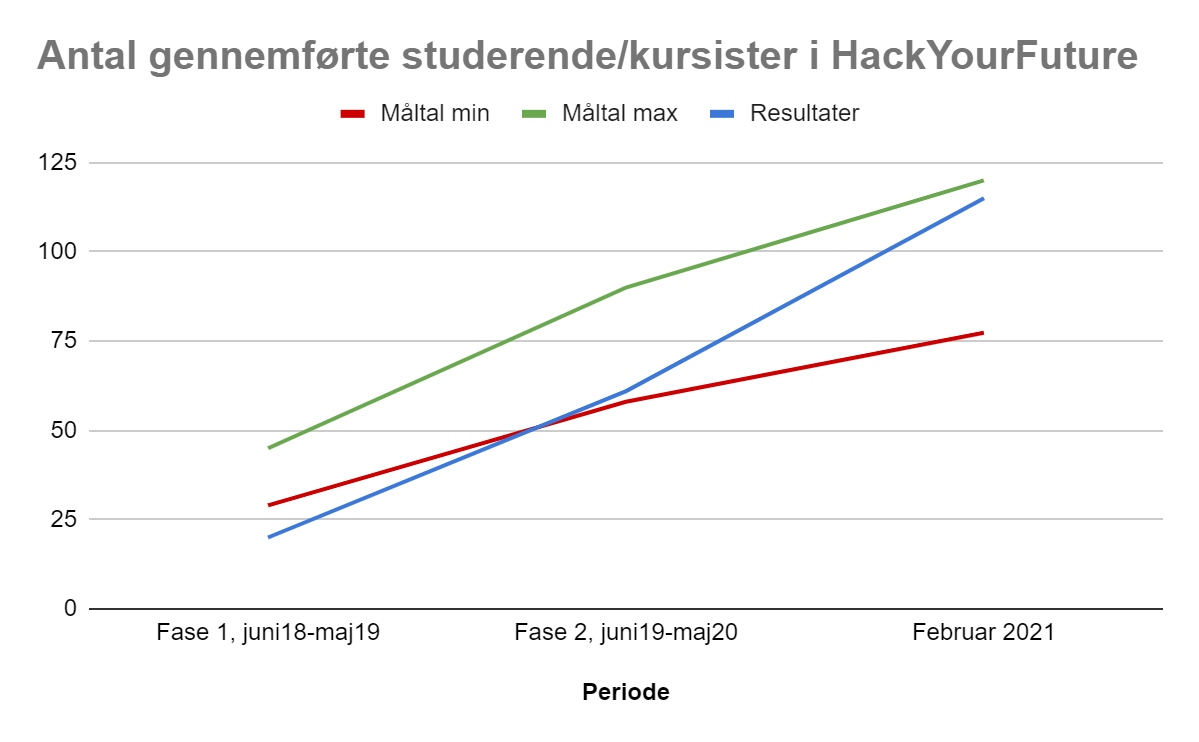 Antal gennemførte studerende/kursister i HackYourFuture
Måltal min Måltal max Resultater
125
100
75
50
25
0
Fase 1, juni18-maj19 Fase 2, juni19-maj20 Februar 2021
Periode